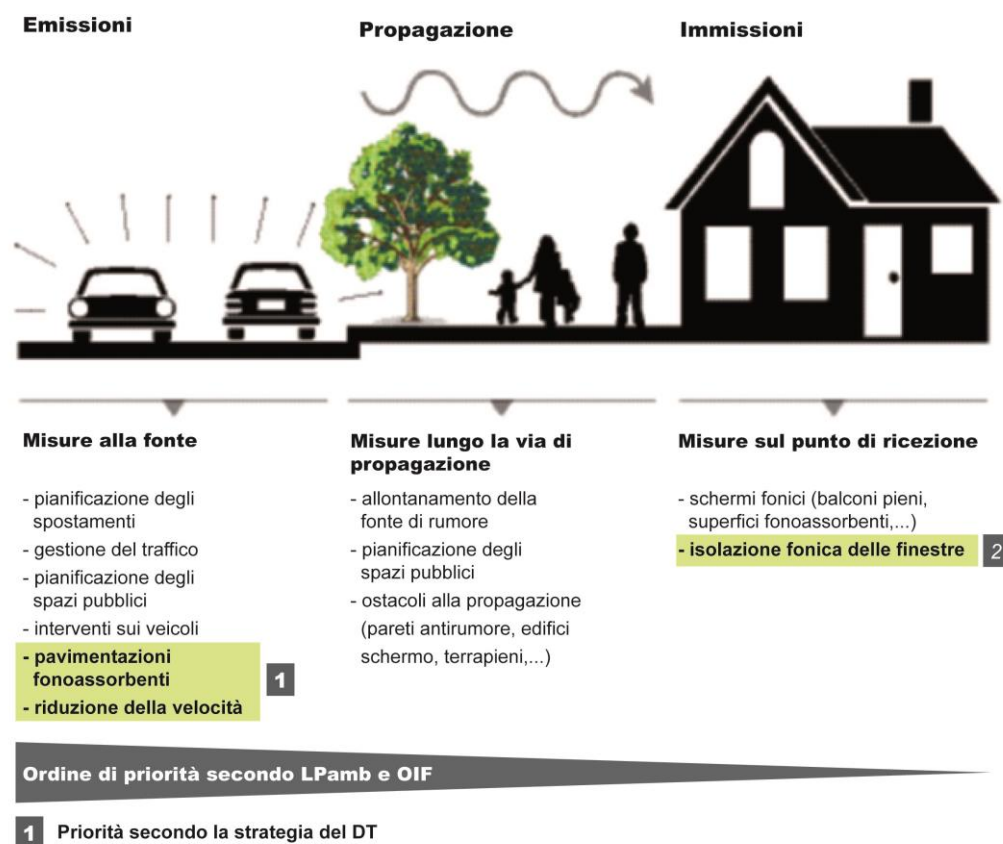 Emissioni
Propagazione
Immissioni
Misure alla fonte
- pianificazione degli
spostamenti
- gestione del traffico
- pianificazione degli
spazi pubblici
- interventi sui veicoli
- pavimentazioni
fonoassorbenti
- riduzione della velocità
1
Misure lungo la via di
propagazione
- allontanamento della
fonte di rumore
- pianificazione degli
spazi pubblici
- ostacoli alla propagazione
(pareti antirumore, edifici
schermo, terrapieni,...)
Misure sul punto di ricezione
- schermi fonici (balconi pieni,
superfici fonoassorbenti,...)
- isolazione fonica delle finestre
2
Ordine di priorità secondo LPamb e OIF
1 Priorità secondo la strategia del DT